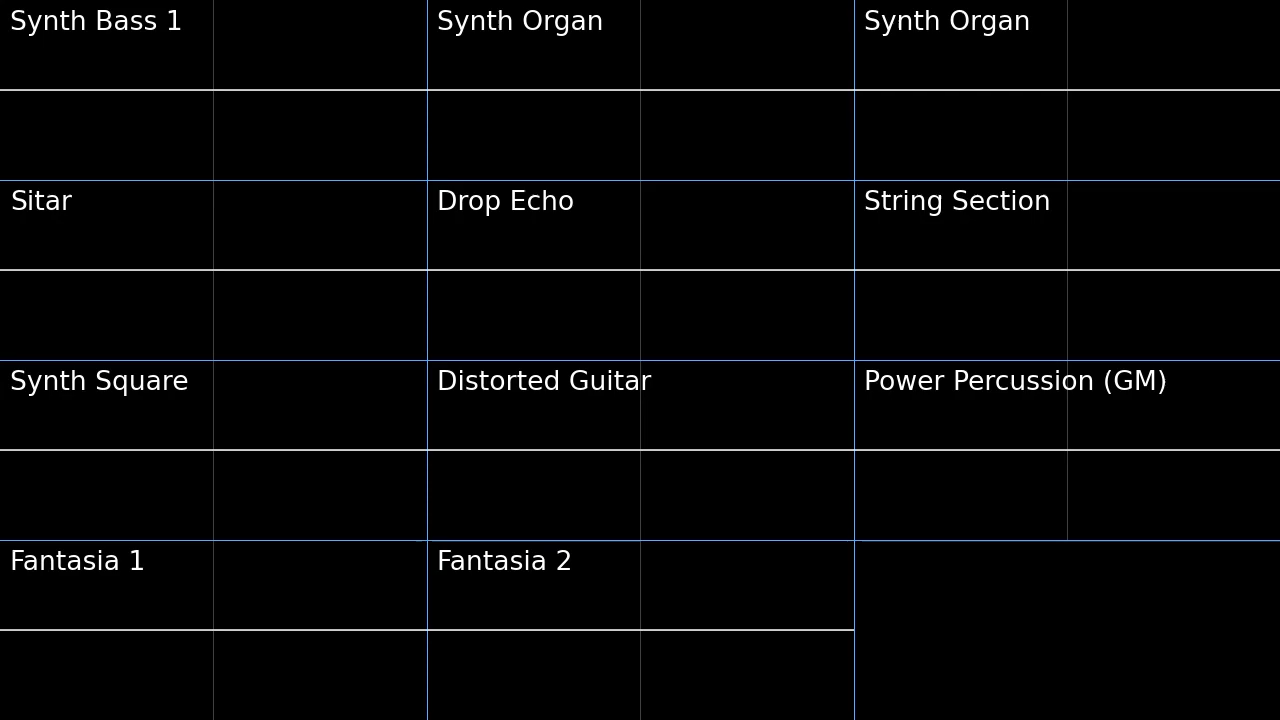 Synth Bass 1
Synth Organ
Synth Organ
Sitar
Drop Echo
String Section
Synth Square
Distorted Guitar
Power Percussion (GM)
Fantasia 1
Fantasia 2